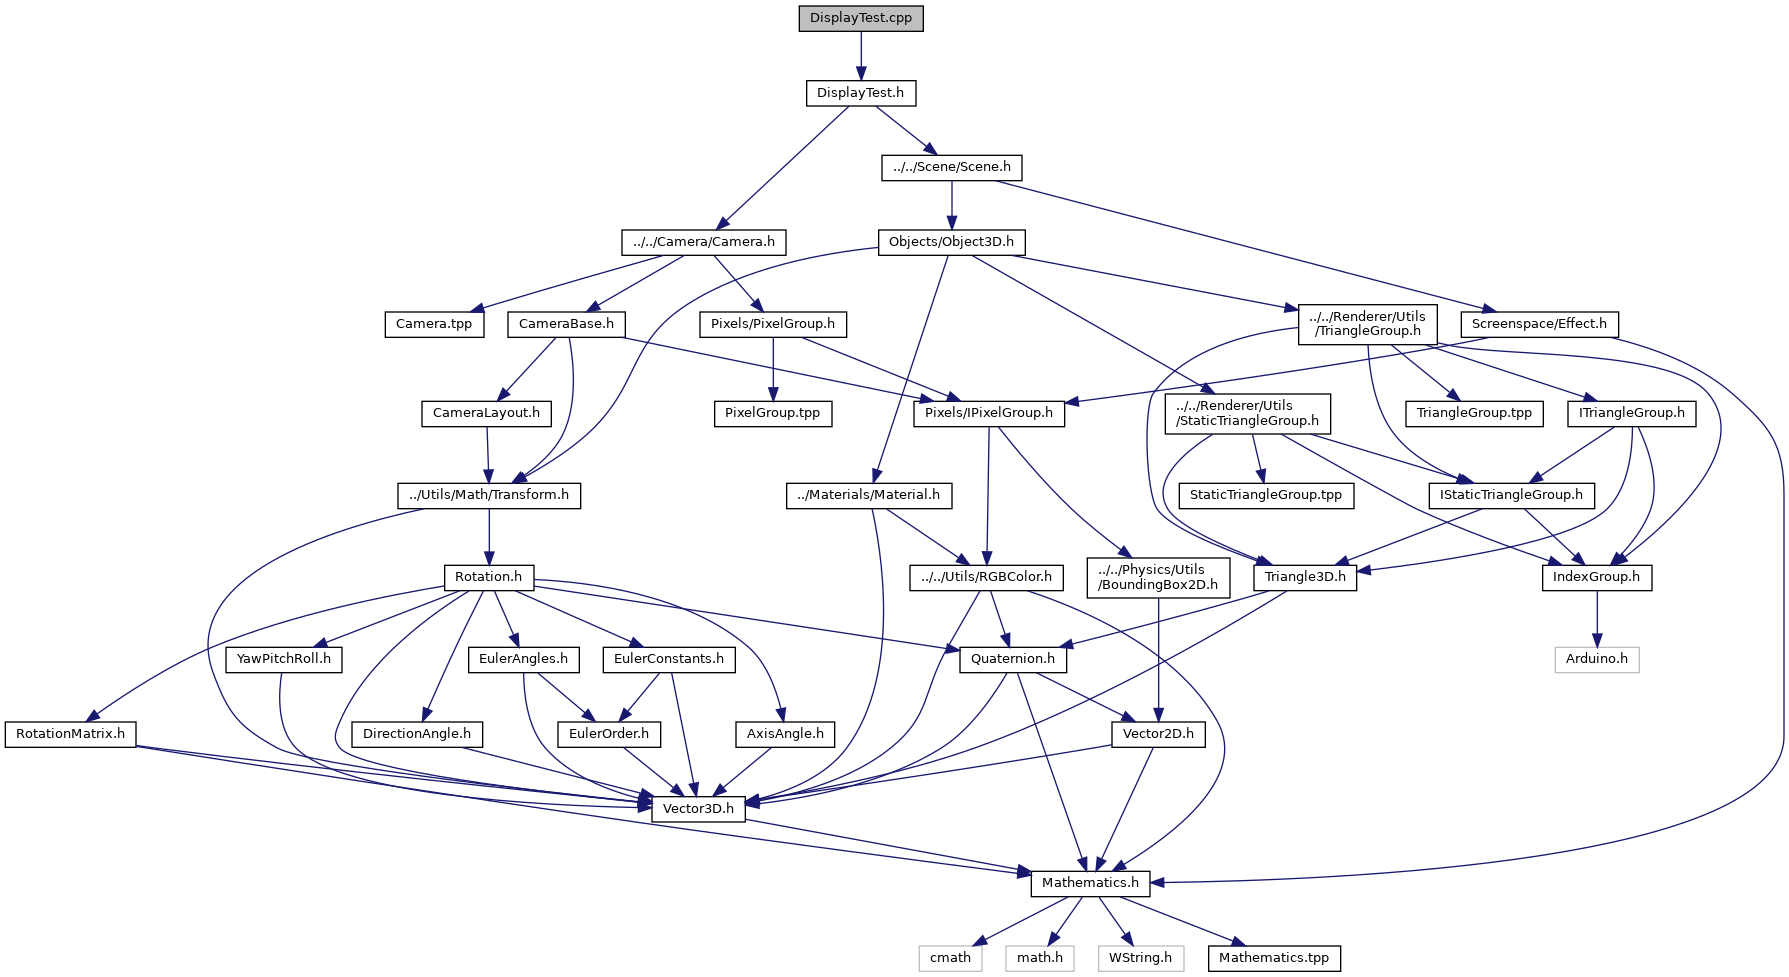 DisplayTest.cpp
DisplayTest.h
../../Scene/Scene.h
../../Camera/Camera.h
Objects/Object3D.h
Camera.tpp
CameraBase.h
Pixels/PixelGroup.h
../../Renderer/Utils
/TriangleGroup.h
Screenspace/Effect.h
CameraLayout.h
PixelGroup.tpp
Pixels/IPixelGroup.h
../../Renderer/Utils
/StaticTriangleGroup.h
TriangleGroup.tpp
ITriangleGroup.h
../Utils/Math/Transform.h
../Materials/Material.h
StaticTriangleGroup.tpp
IStaticTriangleGroup.h
Rotation.h
../../Utils/RGBColor.h
../../Physics/Utils
/BoundingBox2D.h
Triangle3D.h
IndexGroup.h
YawPitchRoll.h
EulerAngles.h
EulerConstants.h
Quaternion.h
Arduino.h
RotationMatrix.h
DirectionAngle.h
EulerOrder.h
AxisAngle.h
Vector2D.h
Vector3D.h
Mathematics.h
cmath
math.h
WString.h
Mathematics.tpp